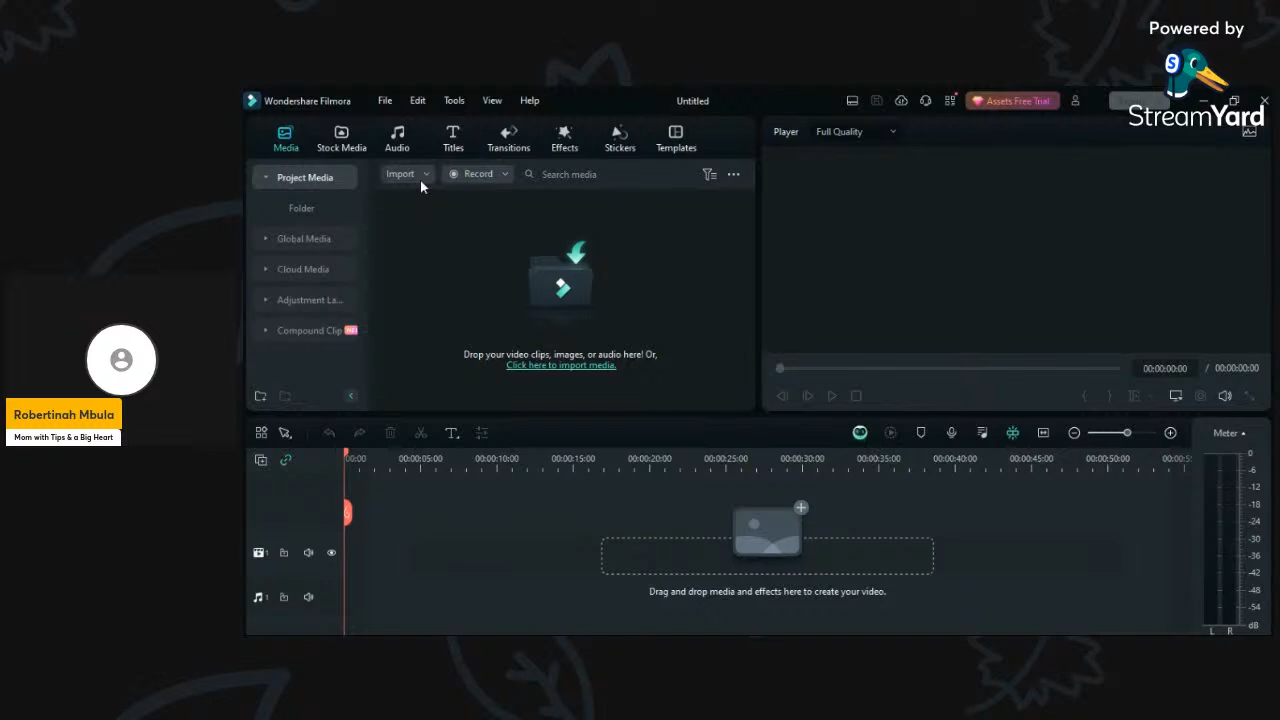 Powered by
StreamYard
Wondershare Filmora
File
Edit
Tools
View
Help
Untitled
Assets Free Trial
Media
Stock Media
Audio
Titles
Transitions
Effects
Stickers
Templates
Player
Full Quality
Project Media
Import
Record
Search media
Folder
Global Media
Cloud Media
Adjustment La...
Compound Clip
Drop your video clips, images, or audio here! Or,
Click here to import media.
00:00:00:00
/ 00:00:00:00
Robertinah Mbula
Mom with Tips & a Big Heart
Meter
00:00
00:00:05:00
00:00:10:00
00:00:15:00
00:00:20:00
00:00:25:00
00:00:30:00
00:00:35:00
00:00:40:00
00:00:45:00
00:00:50:00
00:00:5
0
-6
-12
-18
-24
-30
-36
-42
-48
-54
dB
1
1
Drag and drop media and effects here to create your video.
L R